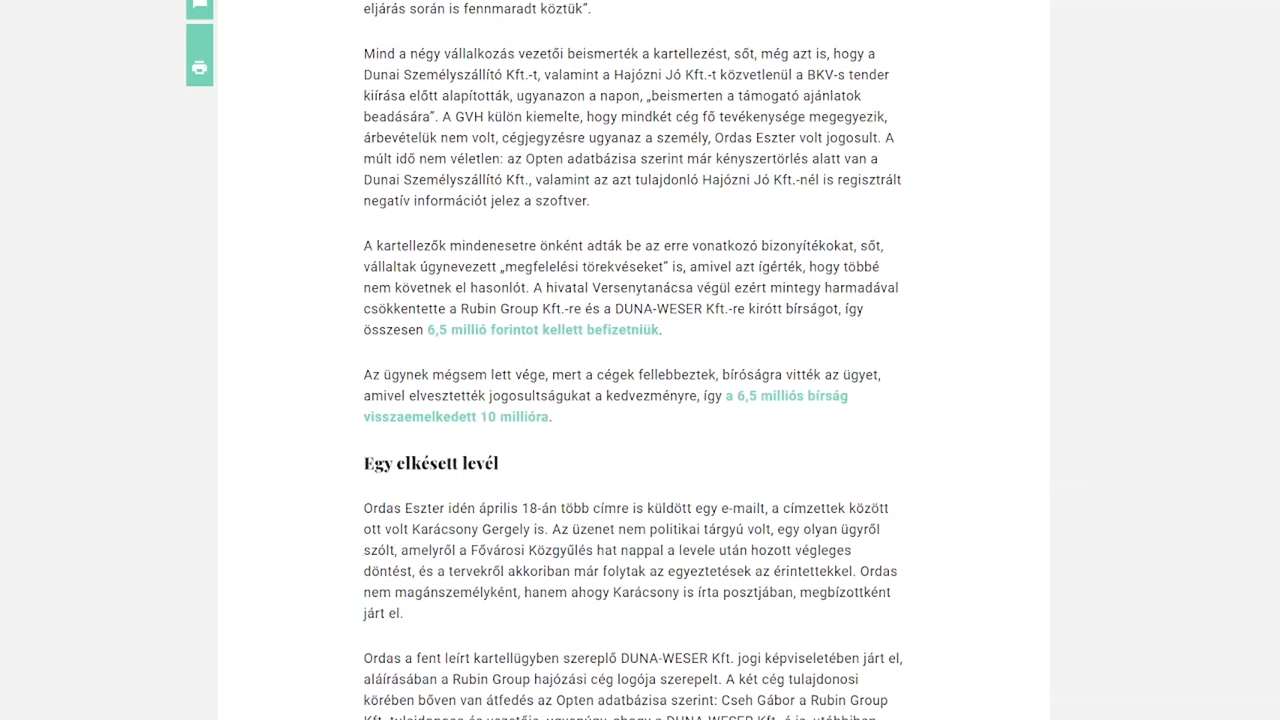 eljárás során is fennmaradt köztük”.
Mind a négy vállalkozás vezetői beismerték a kartellezést, sőt, még azt is, hogy a
Dunai Személyszállító Kft.-t, valamint a Hajózni Jó Kft.-t közvetlenül a BKV-s tender
kiírása előtt alapították, ugyanazon a napon, „beismerten a támogató ajánlatok
beadására”. A GVH külön kiemelte, hogy mindkét cég fő tevékenysége megegyezik,
árbevételük nem volt, cégjegyzésre ugyanaz a személy, Ordas Eszter volt jogosult. A
múlt idő nem véletlen: az Opten adatbázisa szerint már kényszertörlés alatt van a
Dunai Személyszállító Kft., valamint az azt tulajdonló Hajózni Jó Kft.-nél is regisztrált
negatív információt jelez a szoftver.
A kartellezők mindenesetre önként adták be az erre vonatkozó bizonyítékokat, sőt,
vállaltak úgynevezett „megfelelési törekvéseket” is, amivel azt ígérték, hogy többé
nem követnek el hasonlót. A hivatal Versenytanácsa végül ezért mintegy harmadával
csökkentette a Rubin Group Kft.-re és a DUNA-WESER Kft.-re kirótt bírságot, így
összesen 6,5 millió forintot kellett befizetniük.
Az ügynek mégsem lett vége, mert a cégek fellebbeztek, bíróságra vitték az ügyet,
amivel elvesztették jogosultságukat a kedvezményre, így a 6,5 milliós bírság
visszaemelkedett 10 millióra.
Egy elkésett levél
Ordas Eszter idén április 18-án több címre is küldött egy e-mailt, a címzettek között
ott volt Karácsony Gergely is. Az üzenet nem politikai tárgyú volt, egy olyan ügyről
szólt, amelyről a Fővárosi Közgyűlés hat nappal a levele után hozott végleges
döntést, és a tervekről akkoriban már folytak az egyeztetések az érintettekkel. Ordas
nem magánszemélyként, hanem ahogy Karácsony is írta posztjában, megbízottként
járt el.
Ordas a fent leírt kartellügyben szereplő DUNA-WESER Kft. jogi képviseletében járt el,
aláírásában a Rubin Group hajózási cég logója szerepelt. A két cég tulajdonosi
körében bőven van átfedés az Opten adatbázisa szerint: Cseh Gábor a Rubin Group